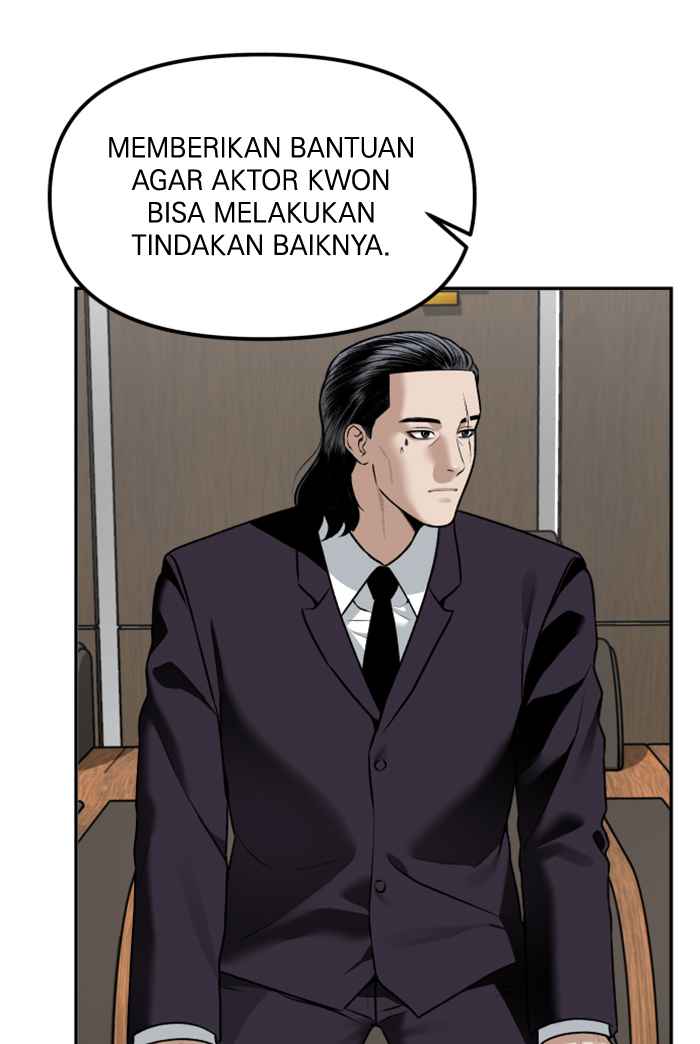 MEMBERIKAN BANTUAN
AGAR AKTOR KWON
BISA MELAKUKAN
TINDAKAN BAIKNYA.